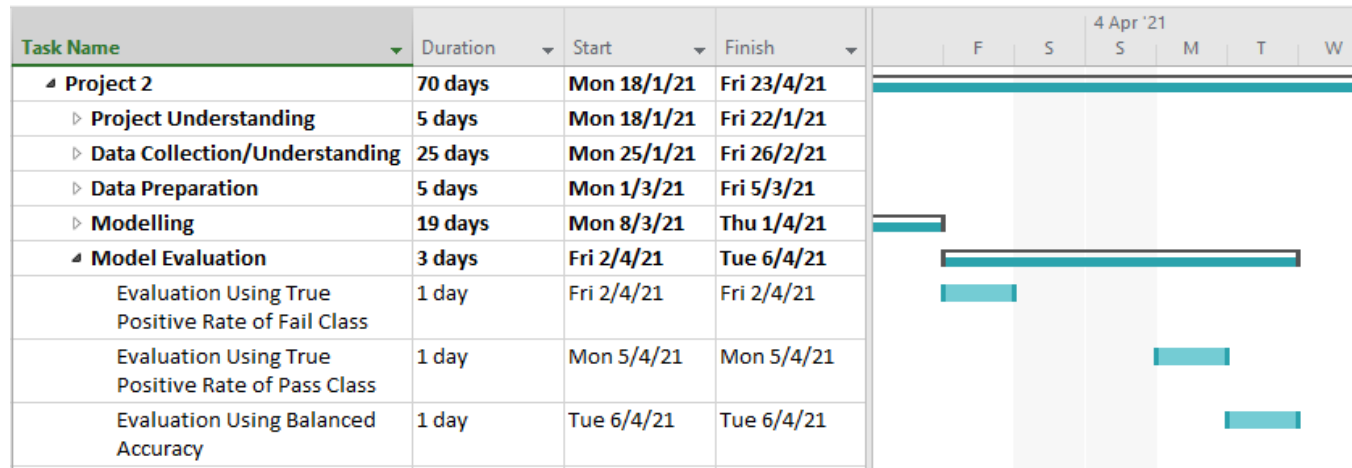 4 Apr '21
Task Name Duration Start Finish F S S M T W
Project 2 70 days Mon 18/1/21 Fri 23/4/21
Project Understanding 5 days Mon 18/1/21 Fri 22/1/21
Data Collection/Understanding 25 days Mon 25/1/21 Fri 26/2/21
Data Preparation 5 days Mon 1/3/21 Fri 5/3/21
Modelling 19 days Mon 8/3/21 Thu 1/4/21
Model Evaluation 3 days Fri 2/4/21 Tue 6/4/21
Evaluation Using True 1 day Fri 2/4/21 Fri 2/4/21
Positive Rate of Fail Class
Evaluation Using True 1 day Mon 5/4/21 Mon 5/4/21
Positive Rate of Pass Class
Evaluation Using Balanced 1 day Tue 6/4/21 Tue 6/4/21
Accuracy